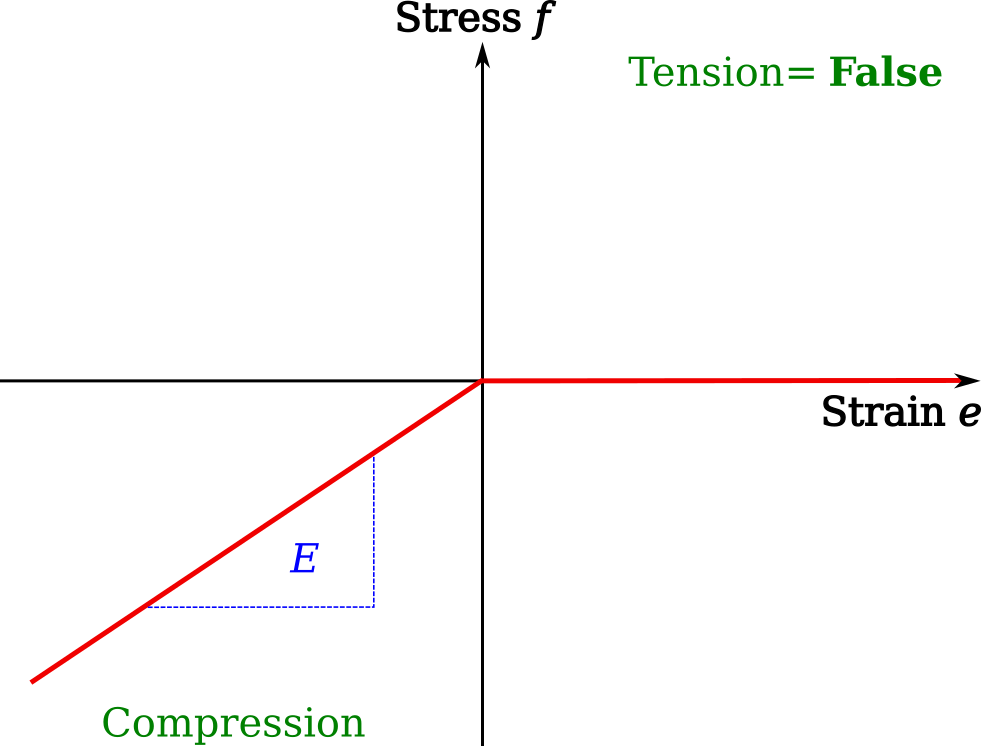 Stress f
Tension= False
Strain e
E
Compression